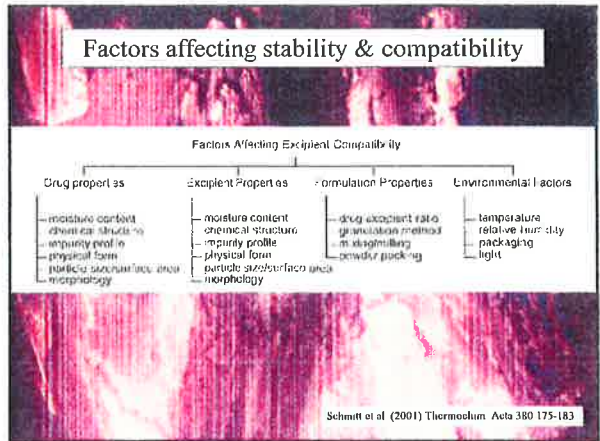 Factors affecting stability & compatibility
Factors Affecting Excipient Compatibility
Drug properties
moisture content
chemical structure
impurity profile
physical form
particle size/surface area
morphology
Excipient Properties
moisture content
chemical structure
impurity profile
physical form
particle size/surface area
morphology
Formulation Properties
drug excipient ratio
granulation method
mixing/milling
powder packing
Environmental Factors
temperature
relative humidity
packaging
light
Schmitt et al (2001) Thermochim. Acta 380 175-183